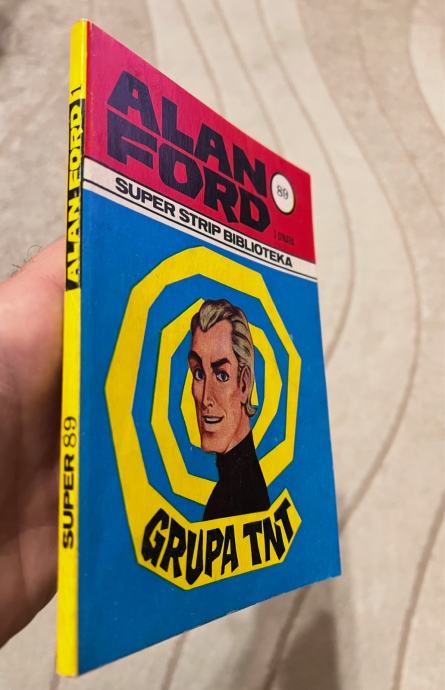 ALAN
FORD
89
SUPER STRIP BIBLIOTEKA
GRUPA TNT
ALAN FORD 1
SUPER 89